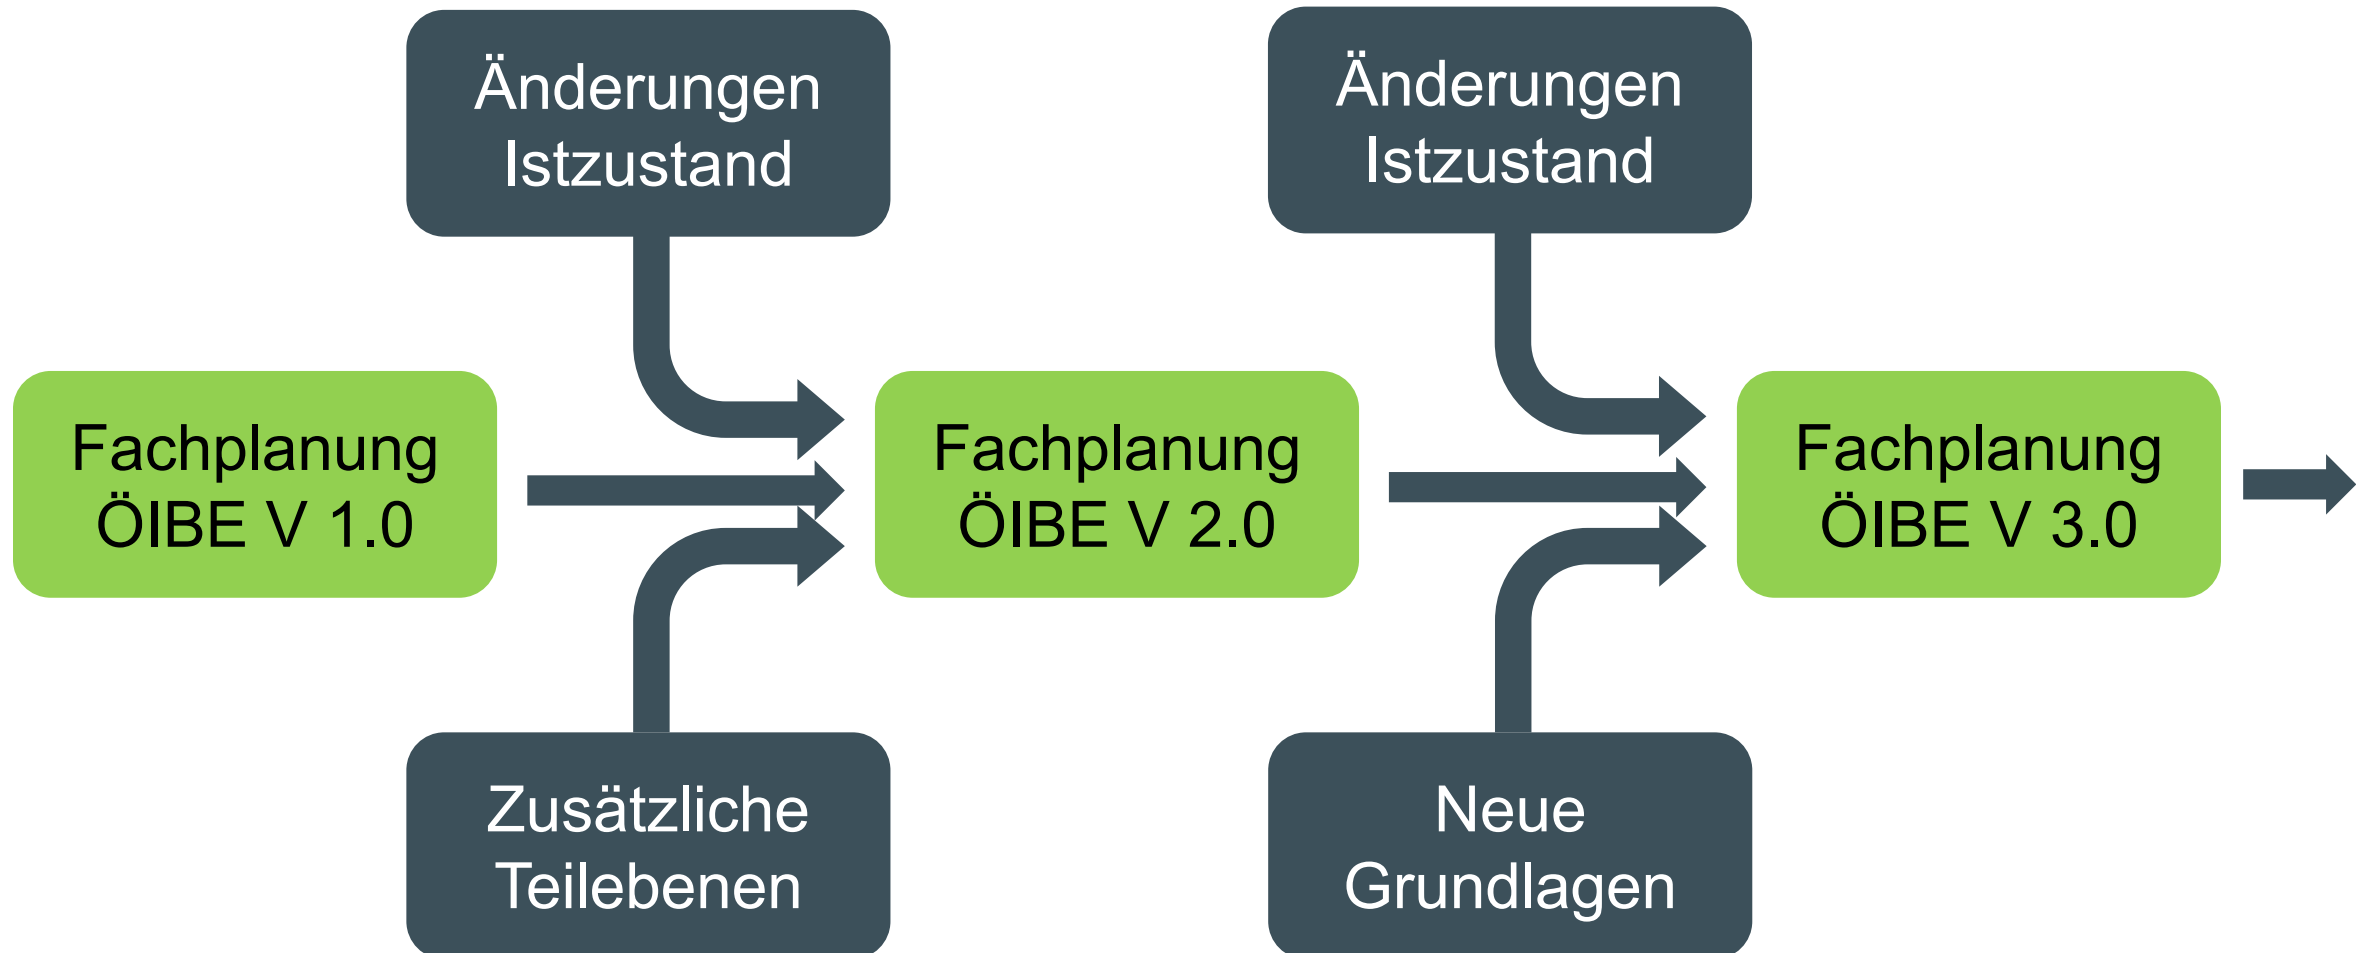 Änderungen
Istzustand
Änderungen
Istzustand
Fachplanung
ÖIBE V 1.0
Fachplanung
ÖIBE V 2.0
Fachplanung
ÖIBE V 3.0
Zusätzliche
Teilebenen
Neue
Grundlagen